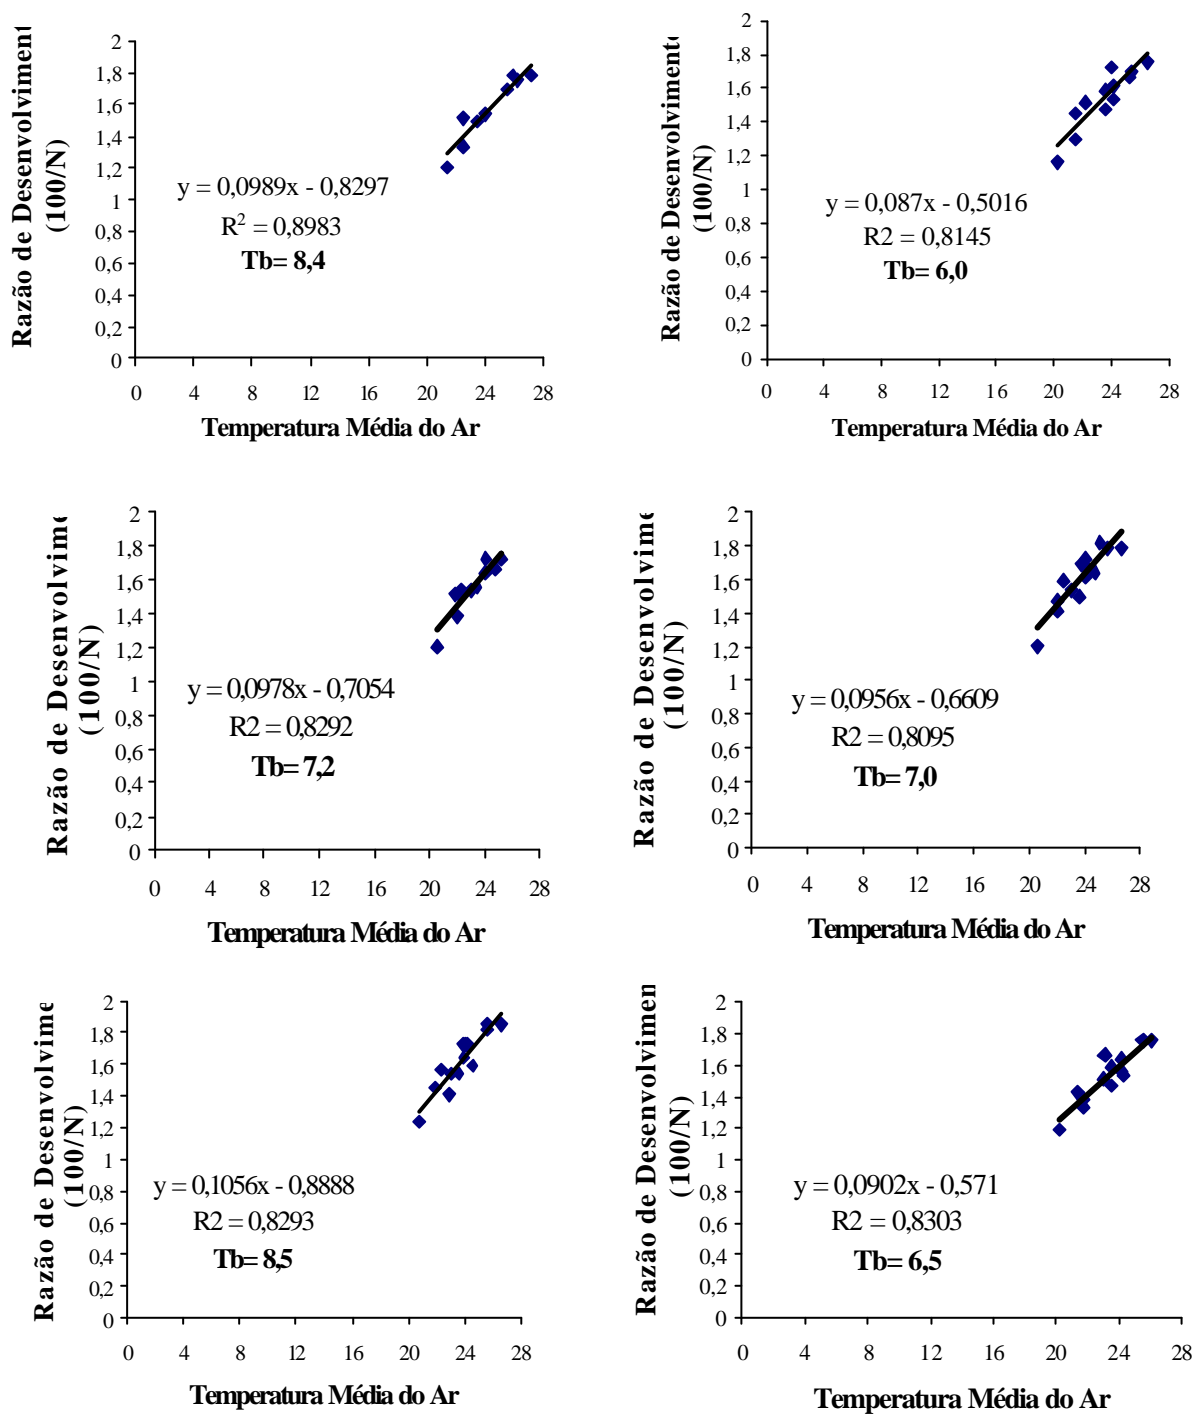 Razão de Desenvolviment
(100/N)
2
1,8
1,6
1,4
1,2
1
0,8
0,6
0,4
0,2
0
y = 0,0989x - 0,8297
R² = 0,8983
Tb= 8,4
0 4 8 12 16 20 24 28
Temperatura Média do Ar
Razão de Desenvolvimento
(100/N)
2
1,8
1,6
1,4
1,2
1
0,8
0,6
0,4
0,2
0
y = 0,087x - 0,5016
R2 = 0,8145
Tb= 6,0
0 4 8 12 16 20 24 28
Temperatura Média do Ar
Razão de Desenvolvime
(100/N)
2
1,8
1,6
1,4
1,2
1
0,8
0,6
0,4
0,2
0
y = 0,0978x - 0,7054
R2 = 0,8292
Tb= 7,2
0 4 8 12 16 20 24 28
Temperatura Média do Ar
Razão de Desenvolvime
(100/N)
2
1,8
1,6
1,4
1,2
1
0,8
0,6
0,4
0,2
0
y = 0,0956x - 0,6609
R2 = 0,8095
Tb= 7,0
0 4 8 12 16 20 24 28
Temperatura Média do Ar
Razão de Desenvolvime
(100/N)
2
1,8
1,6
1,4
1,2
1
0,8
0,6
0,4
0,2
0
y = 0,1056x - 0,8888
R2 = 0,8293
Tb= 8,5
0 4 8 12 16 20 24 28
Temperatura Média do Ar
Razão de Desenvolvimen
(100/N)
2
1,8
1,6
1,4
1,2
1
0,8
0,6
0,4
0,2
0
y = 0,0902x - 0,571
R2 = 0,8303
Tb= 6,5
0 4 8 12 16 20 24 28
Temperatura Média do Ar